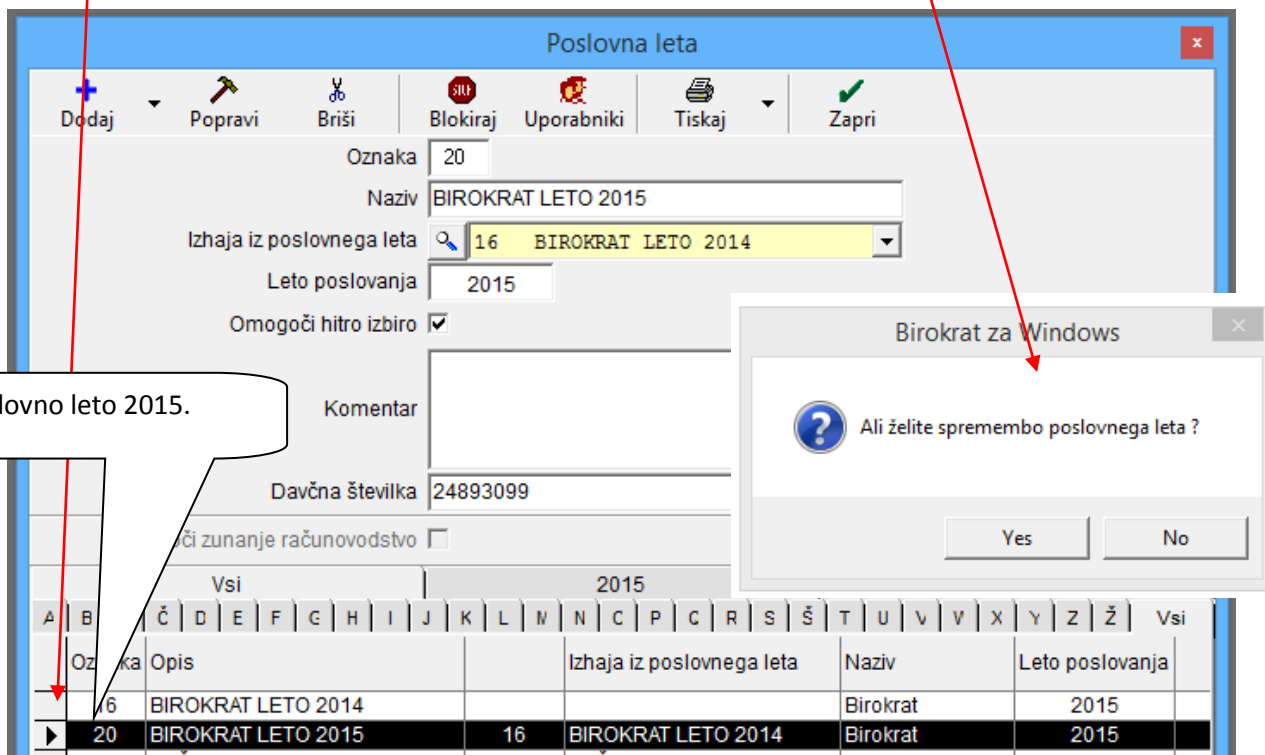 Poslovna leta
Dodaj Popravi Briši Blokiraj Uporabniki Tiskaj Zapri
Oznaka 20
Naziv BIROKRAT LETO 2015
Izhaja iz poslovnega leta 16 BIROKRAT LETO 2014
Leto poslovanja 2015
Omogoči hitro izbiro
Birokrat za Windows
Ali želite spremembo poslovnega leta ?
Yes No
lovno leto 2015.
Komentar
Davčna številka 24893099
či zunanje računovodstvo
Vsi 2015
A B Č D E F G H I J K L M N O P Q R S Š T U V W X Y Z Ž Vsi
Oznaka Opis Izhaja iz poslovnega leta Naziv Leto poslovanja
16 BIROKRAT LETO 2014 Birokrat 2015
20 BIROKRAT LETO 2015 16 BIROKRAT LETO 2014 Birokrat 2015